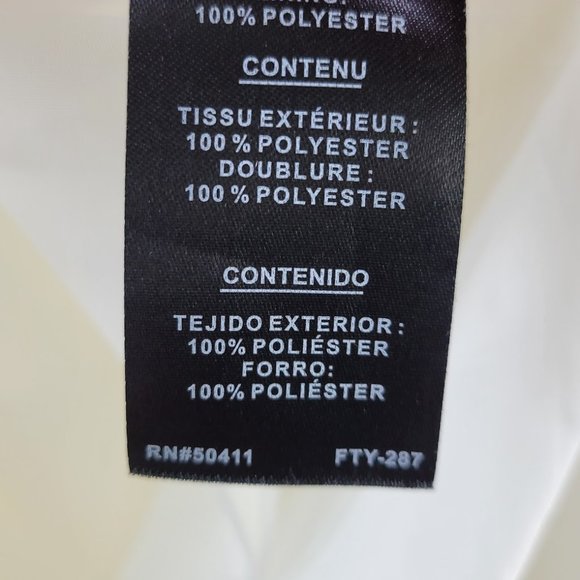 100% POLYESTER
CONTENU
TISSU EXTÉRIEUR :
100 % POLYESTER
DOUBLURE :
100 % POLYESTER
CONTENIDO
TEJIDO EXTERIOR :
100% POLIÉSTER
FORRO:
100% POLIÉSTER
RN#50411 FTY-287